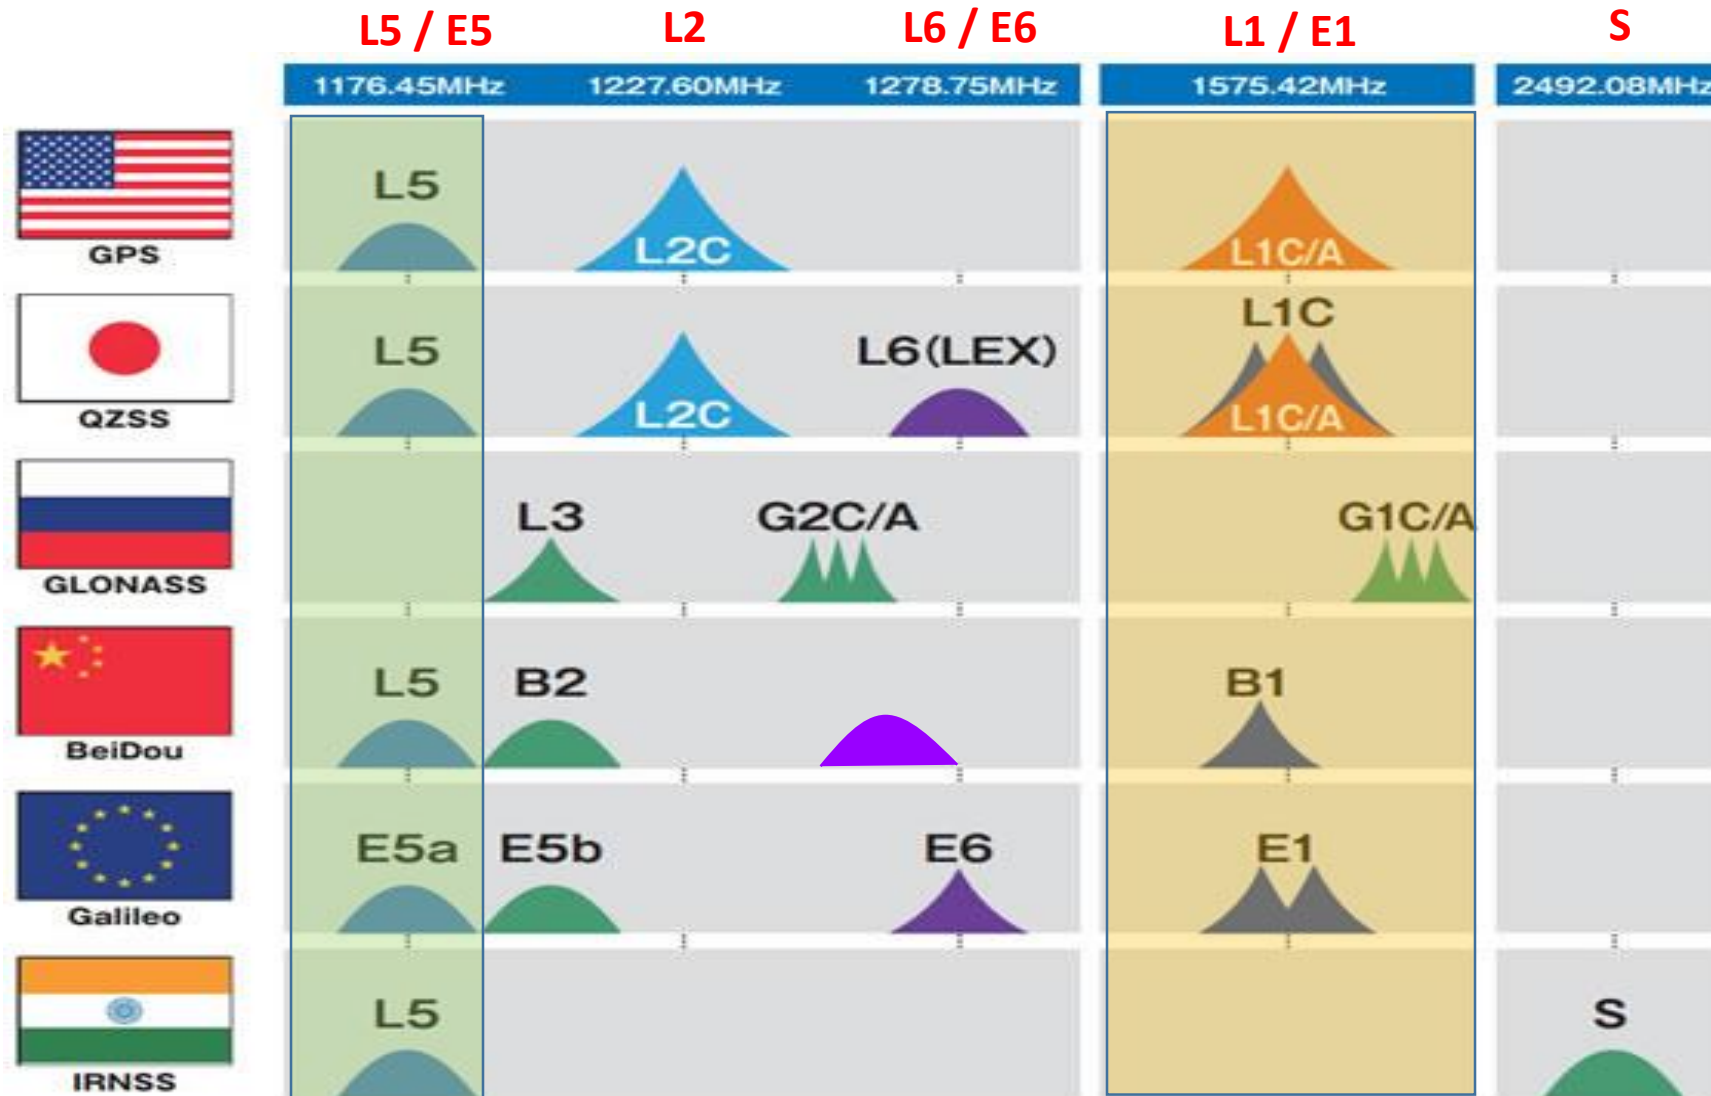 L5 / E5 L2 L6 / E6 L1 / E1 S
1176.45MHz 1227.60MHz 1278.75MHz 1575.42MHz 2492.08MHz
L5 L2C L1C/A
GPS
L1C
L5 L2C L6(LEX) L1C/A
QZSS
L3 G2C/A G1C/A
GLONASS
L5 B2 B1
BeiDou
E5a E5b E6 E1
Galileo
L5 S
IRNSS